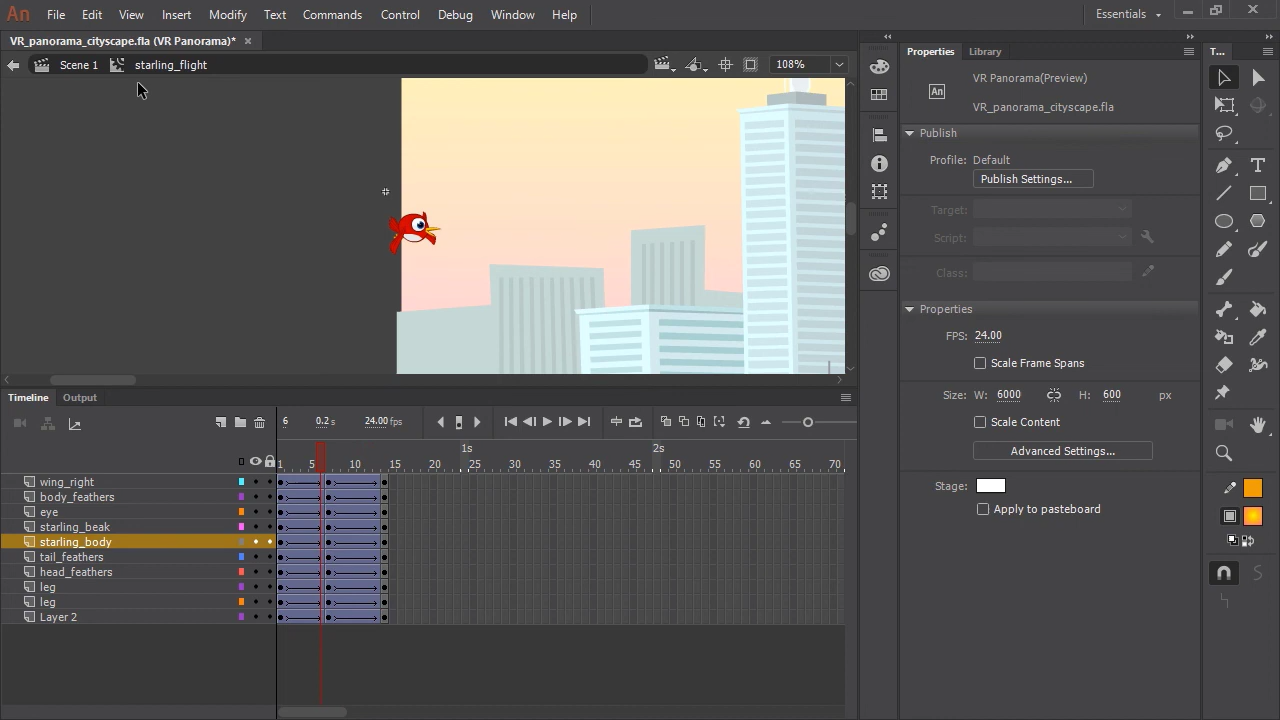 An File Edit View Insert Modify Text Commands Control Debug Window Help Essentials
VR_panorama_cityscape.fla (VR Panorama)* ×
Scene 1 starling_flight 108%
Properties Library T...
An VR Panorama(Preview)
VR_panorama_cityscape.fla
Publish
Profile: Default
Publish Settings...
Target:
Script:
Class:
Properties
FPS: 24.00
Scale Frame Spans
Size: W: 6000 H: 600 px
Scale Content
Advanced Settings...
Stage:
Apply to pasteboard
Timeline Output
6 0.2 s 24.00 fps
1s 2s
1 5 10 15 20 25 30 35 40 45 50 55 60 65 70
wing_right
body_feathers
eye
starling_beak
starling_body
tail_feathers
head_feathers
leg
leg
Layer 2